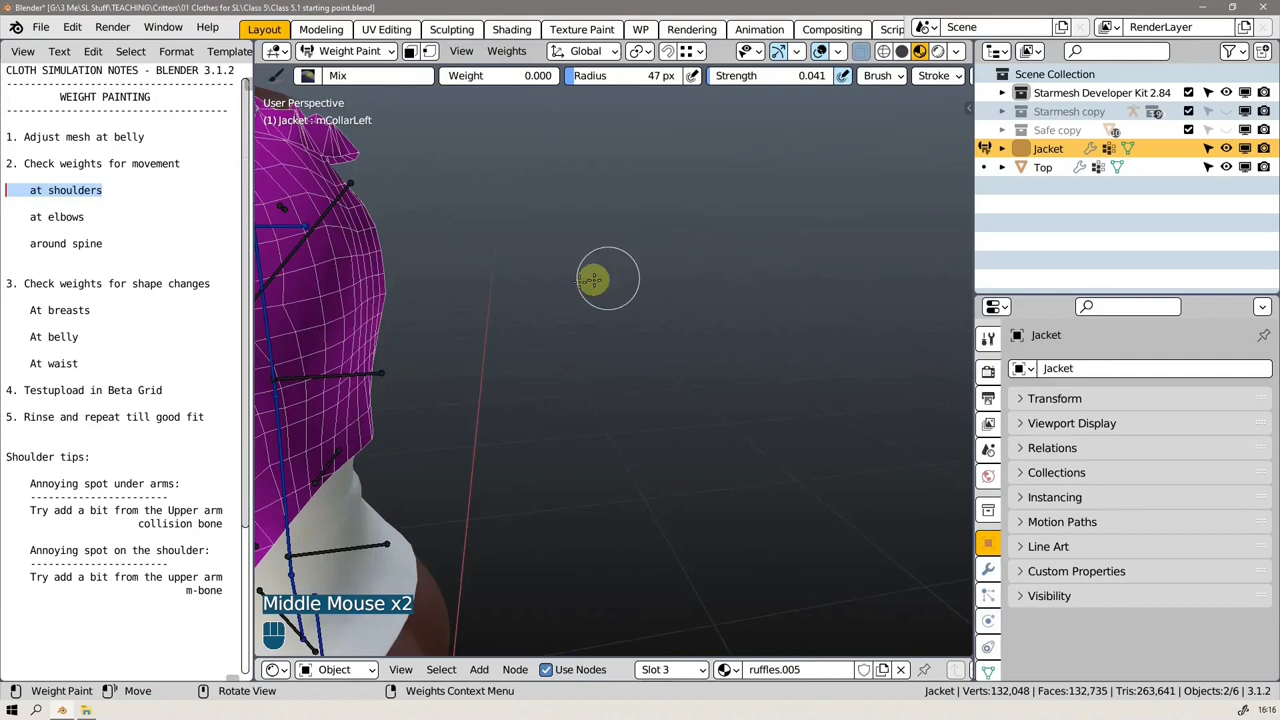 Blender* [G:\3 Me\SL Stuff\TEACHING\Critters\01 Clothes for SL\Class 5.1 starting point.blend]
File Edit Render Window Help
Layout Modeling UV Editing Sculpting Shading Texture Paint WP Rendering Animation Compositing Scrip
Scene
RenderLayer
View Text Edit Select Format Template
Weight Paint View Weights Global
Mix Weight 0.000 Radius 47 px Strength 0.041 Brush Stroke
CLOTH SIMULATION NOTES - BLENDER 3.1.2
WEIGHT PAINTING
1. Adjust mesh at belly
2. Check weights for movement
at shoulders
at elbows
around spine
3. Check weights for shape changes
At breasts
At belly
At waist
4. Testupload in Beta Grid
5. Rinse and repeat till good fit
Shoulder tips:
Annoying spot under arms:
Try add a bit from the Upper arm
collision bone
Annoying spot on the shoulder:
Try add a bit from the upper arm
m-bone
User Perspective
(1) Jacket : mCollarLeft
Middle Mouse x2
Scene Collection
Starmesh Developer Kit 2.84
Starmesh copy
Safe copy
Jacket
Top
Jacket
Jacket
Transform
Viewport Display
Relations
Collections
Instancing
Motion Paths
Line Art
Custom Properties
Visibility
Object View Select Add Node Use Nodes Slot 3 ruffles.005
Weight Paint Move Rotate View Weights Context Menu
Jacket | Verts:132,048 | Faces:132,735 | Tris:263,641 | Objects:2/6 | 3.1.2
16:16